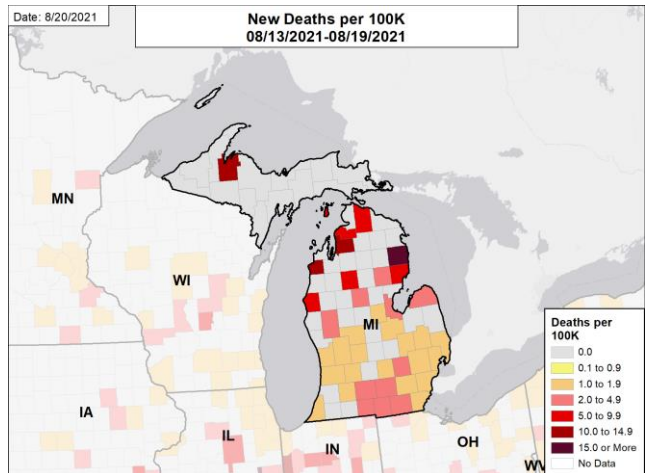 Date: 8/20/2021
New Deaths per 100K
08/13/2021-08/19/2021
MN
WI
MI
IA
IL
IN
OH
WV
Deaths per
100K
0.0
0.1 to 0.9
1.0 to 1.9
2.0 to 4.9
5.0 to 9.9
10.0 to 14.9
15.0 or More
No Data